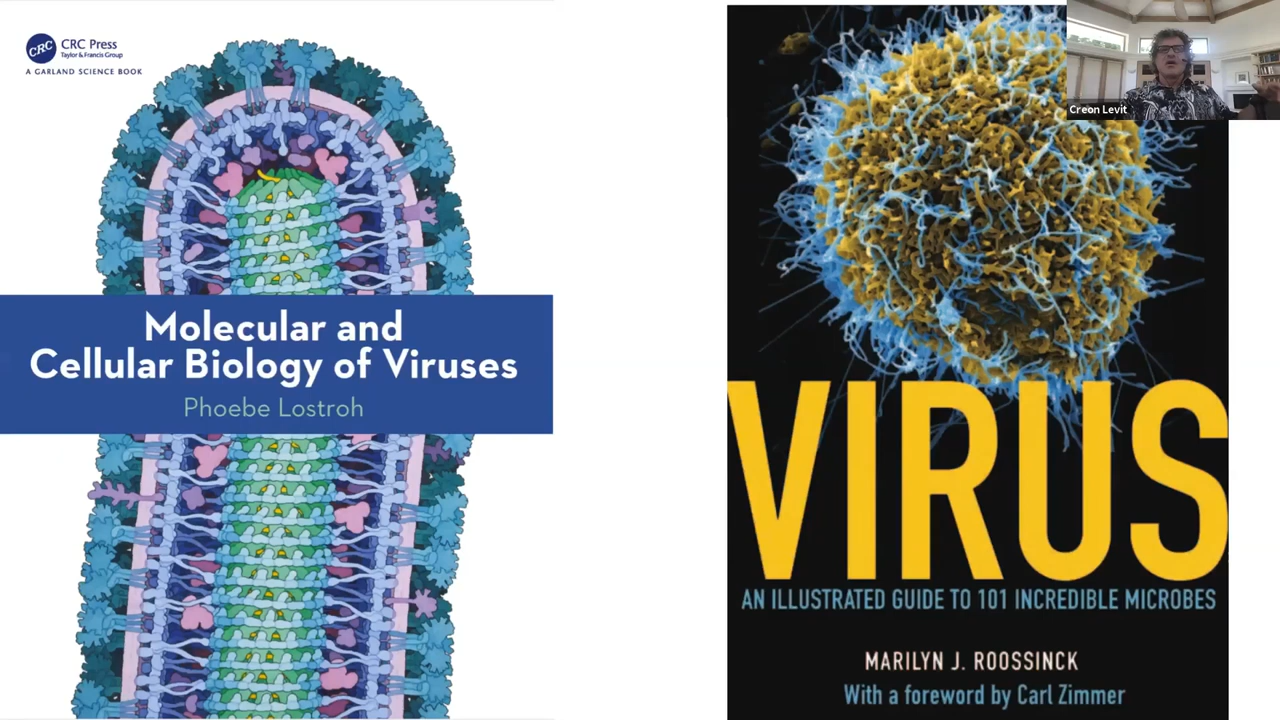 CRC
CRC Press
Taylor & Francis Group
A GARLAND SCIENCE BOOK
Molecular and
Cellular Biology of Viruses
Phoebe Lostroh
Creon Levit
VIRUS
AN ILLUSTRATED GUIDE TO 101 INCREDIBLE MICROBES
MARILYN J. ROOSSINCK
With a foreword by Carl Zimmer